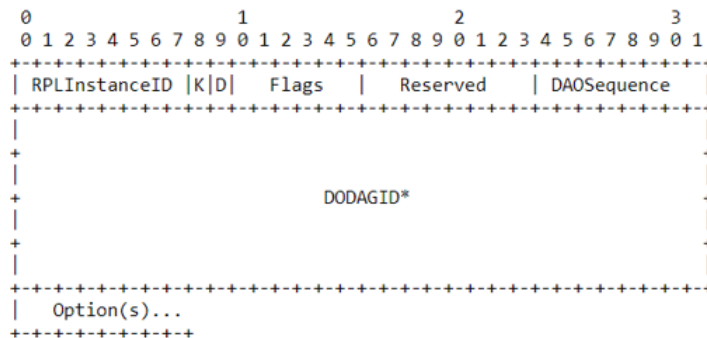 0                   1                   2                   3
 0 1 2 3 4 5 6 7 8 9 0 1 2 3 4 5 6 7 8 9 0 1 2 3 4 5 6 7 8 9 0 1
+-+-+-+-+-+-+-+-+-+-+-+-+-+-+-+-+-+-+-+-+-+-+-+-+-+-+-+-+-+-+-+-
| RPLInstanceID |K|D|   Flags   |   Reserved    | DAOSequence   |
+-+-+-+-+-+-+-+-+-+-+-+-+-+-+-+-+-+-+-+-+-+-+-+-+-+-+-+-+-+-+-+-
|                                                               |
+                                                               +
|                                                               |
+                            DODAGID*                           +
|                                                               |
+                                                               +
|                                                               |
+-+-+-+-+-+-+-+-+-+-+-+-+-+-+-+-+-+-+-+-+-+-+-+-+-+-+-+-+-+-+-+-
|   Option(s)...
+-+-+-+-+-+-+-+-+